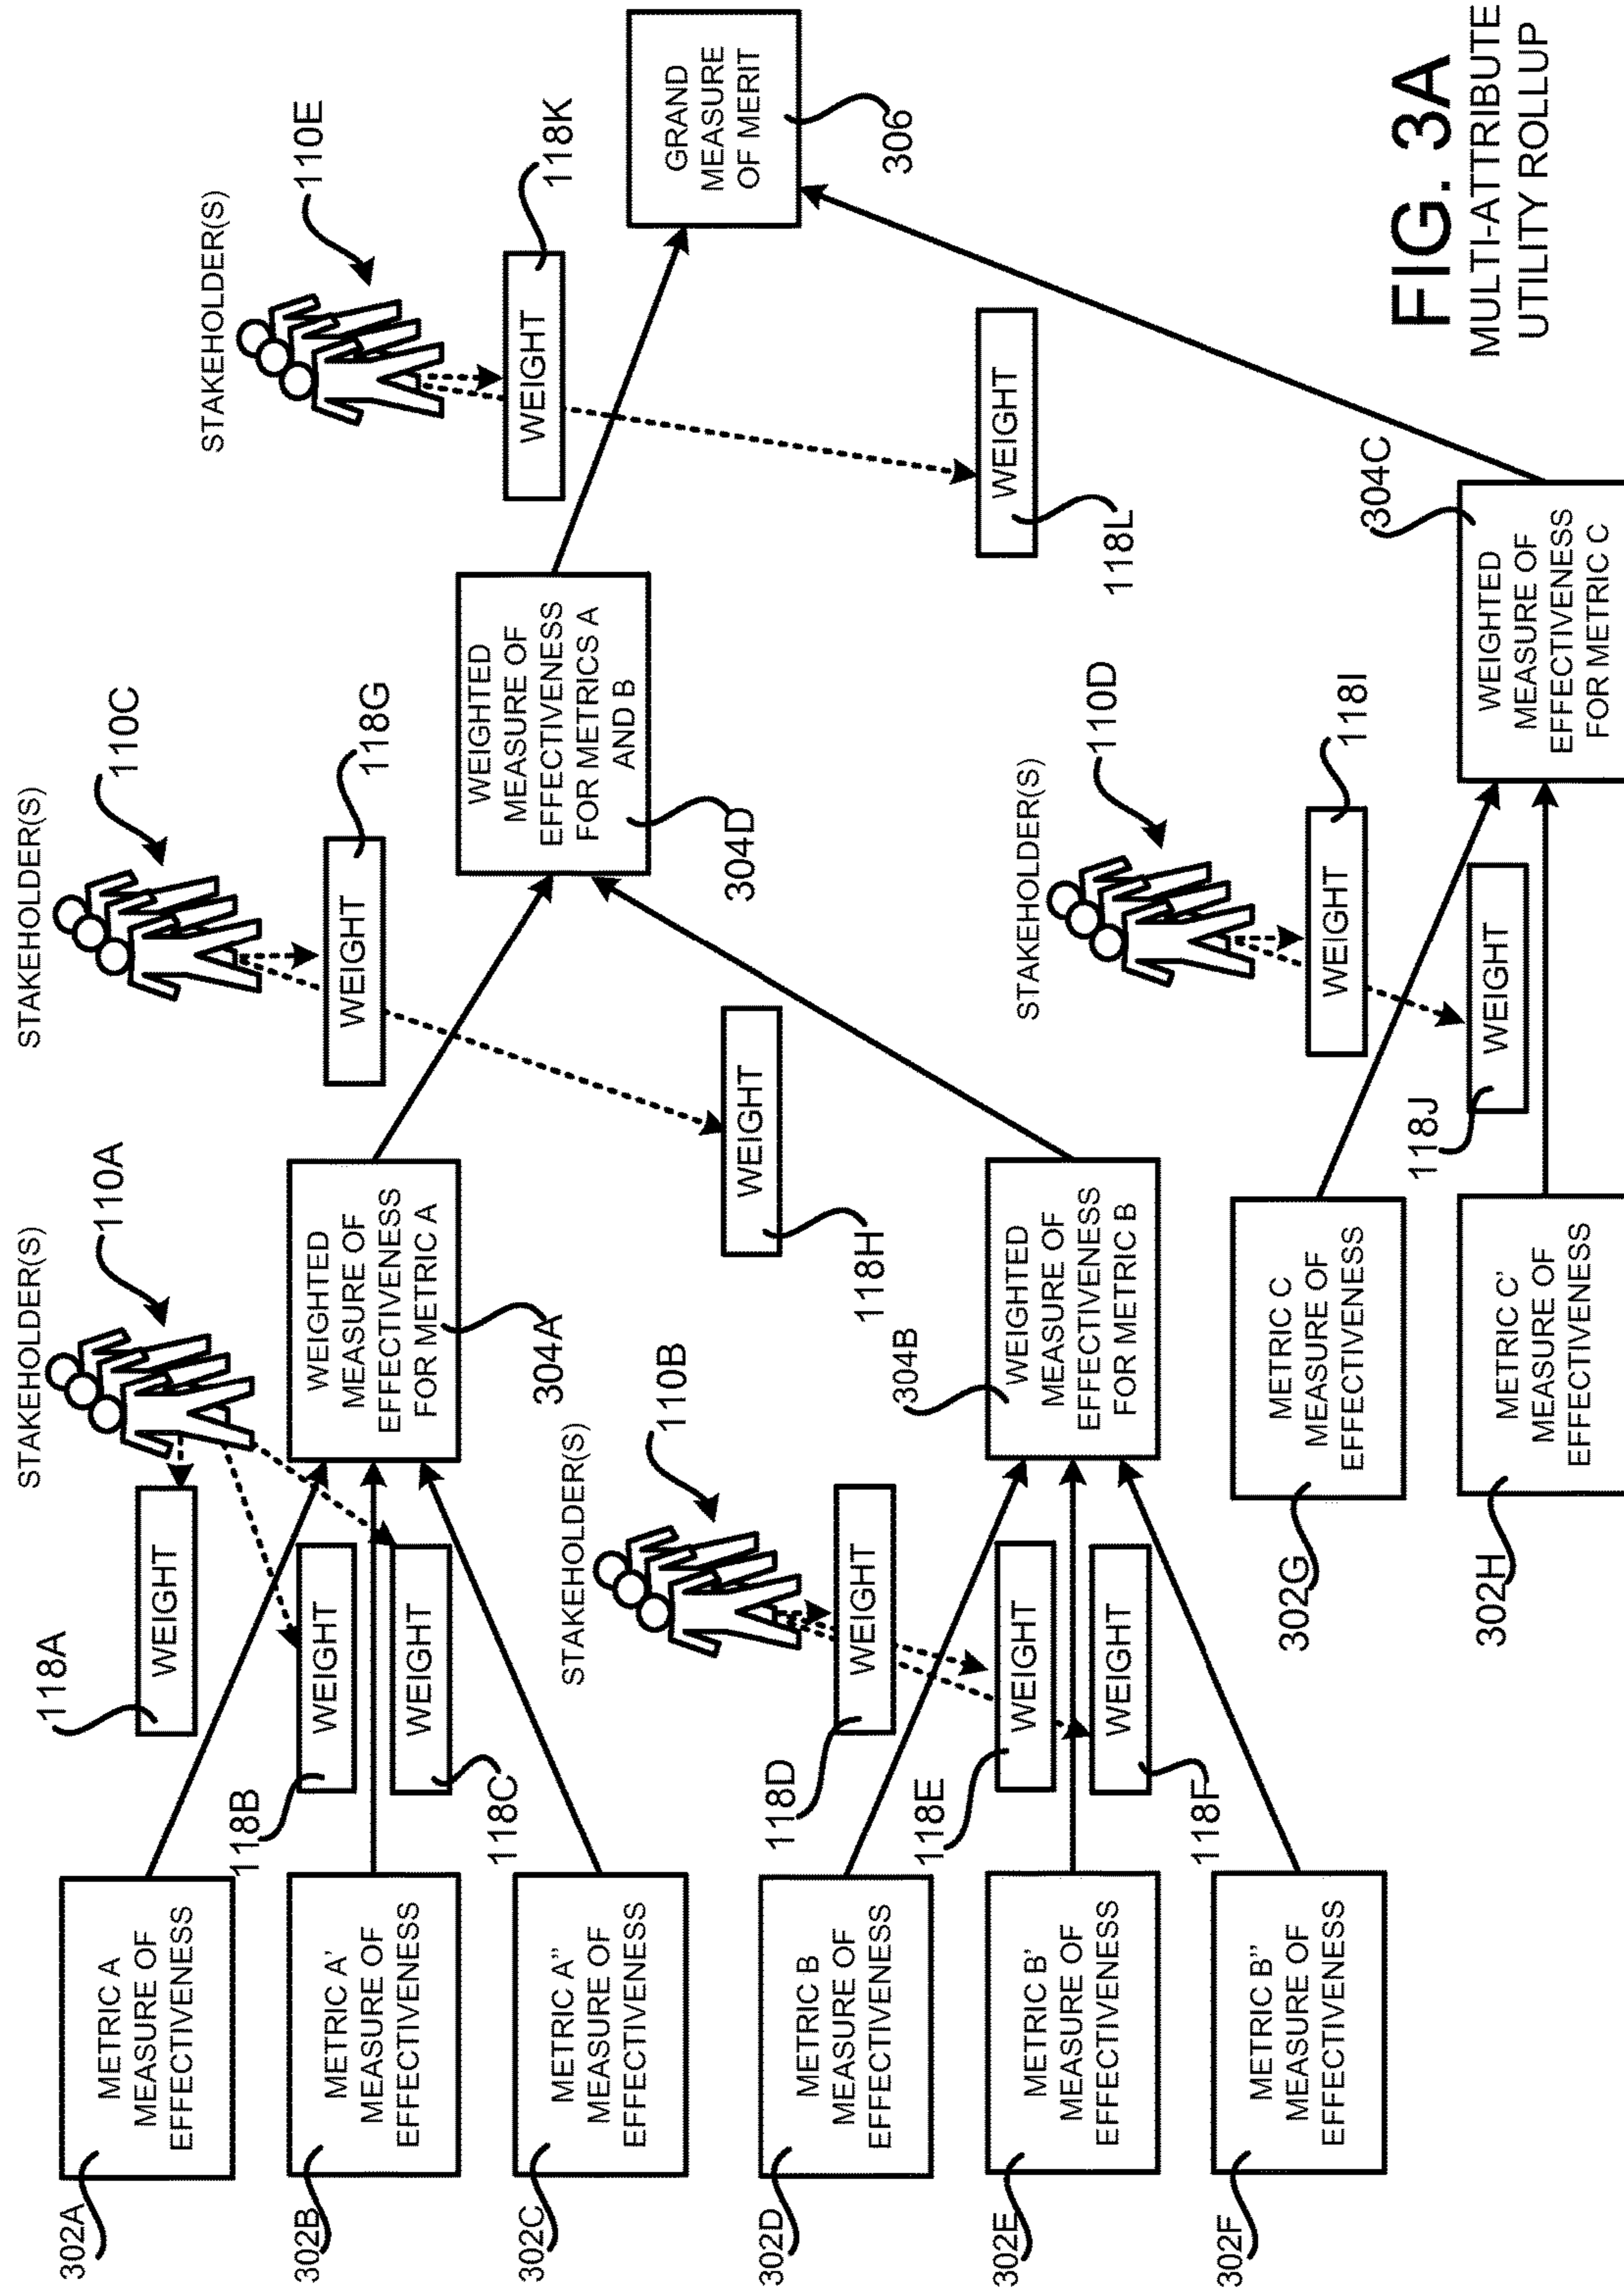 STAKEHOLDER(S)
110A
118A
WEIGHT
302A
METRIC A
MEASURE OF
EFFECTIVENESS
118B
WEIGHT
302B
METRIC A'
MEASURE OF
EFFECTIVENESS
118C
WEIGHT
302C
METRIC A"
MEASURE OF
EFFECTIVENESS
WEIGHTED
MEASURE OF
EFFECTIVENESS
FOR METRIC A
304A
STAKEHOLDER(S)
110B
118D
WEIGHT
302D
METRIC B
MEASURE OF
EFFECTIVENESS
118E
WEIGHT
302E
METRIC B'
MEASURE OF
EFFECTIVENESS
118F
WEIGHT
302F
METRIC B"
MEASURE OF
EFFECTIVENESS
304B
WEIGHTED
MEASURE OF
EFFECTIVENESS
FOR METRIC B
STAKEHOLDER(S)
110C
118G
WEIGHT
WEIGHT
118H
WEIGHTED
MEASURE OF
EFFECTIVENESS
FOR METRICS A
AND B
304D
302G
METRIC C
MEASURE OF
EFFECTIVENESS
302H
METRIC C'
MEASURE OF
EFFECTIVENESS
STAKEHOLDER(S)
110D
118I
WEIGHT
118J
WEIGHT
304C
WEIGHTED
MEASURE OF
EFFECTIVENESS
FOR METRIC C
STAKEHOLDER(S)
110E
118K
WEIGHT
WEIGHT
118L
GRAND
MEASURE
OF MERIT
306
FIG. 3A
MULTI-ATTRIBUTE
UTILITY ROLLUP